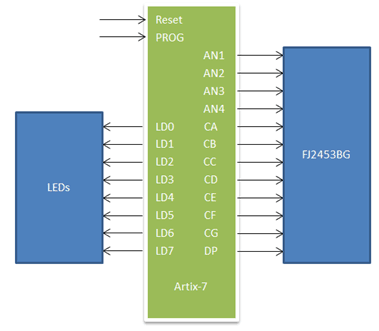 Reset
PROG
AN1
AN2
AN3
AN4
LD0 CA
LD1 CB
LD2 CC
LD3 CD
LD4 CE
LD5 CF
LD6 CG
LD7 DP
Artix-7
LEDs
FJ2453BG